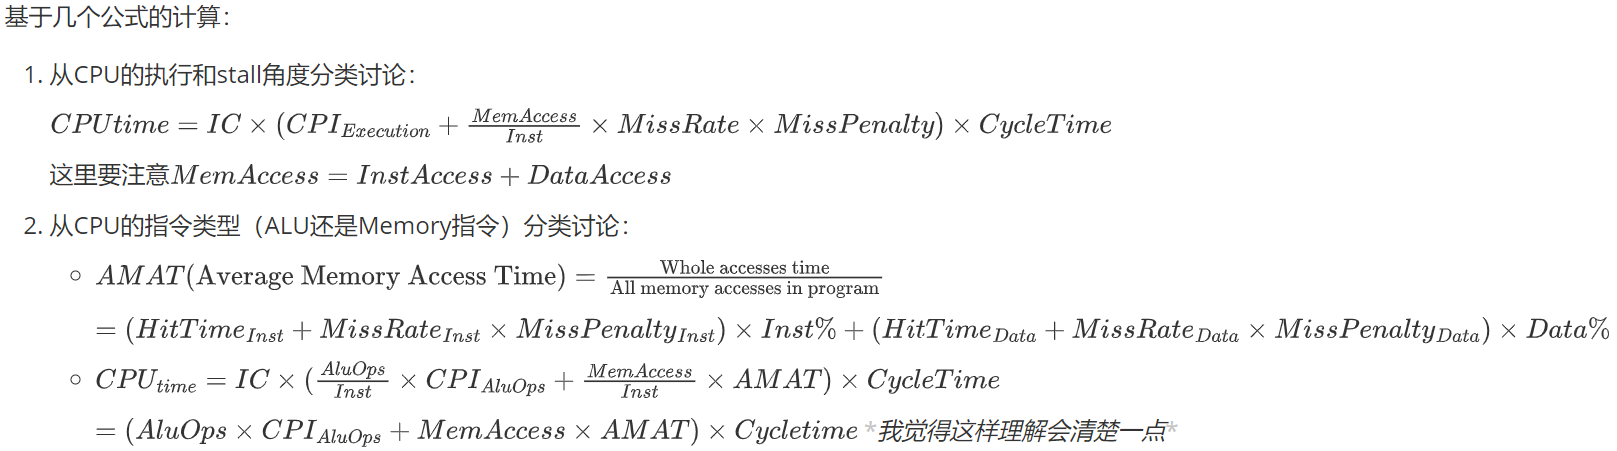 基于几个公式的计算：
1. 从CPU的执行和stall角度分类讨论：
$CPUtime = IC \times (CPI_{Execution} + \frac{MemAccess}{Inst} \times MissRate \times MissPenalty) \times CycleTime$
这里要注意$MemAccess = InstAccess + DataAccess$
2. 从CPU的指令类型（ALU还是Memory指令）分类讨论：
○ $AMAT(\text{Average Memory Access Time}) = \frac{\text{Whole accesses time}}{\text{All memory accesses in program}}$
$= (HitTime_{Inst} + MissRate_{Inst} \times MissPenalty_{Inst}) \times Inst\% + (HitTime_{Data} + MissRate_{Data} \times MissPenalty_{Data}) \times Data\%$
○ $CPU_{time} = IC \times (\frac{AluOps}{Inst} \times CPI_{AluOps} + \frac{MemAccess}{Inst} \times AMAT) \times CycleTime$
$= (AluOps \times CPI_{AluOps} + MemAccess \times AMAT) \times Cycletime$ *我觉得这样理解会清楚一点*